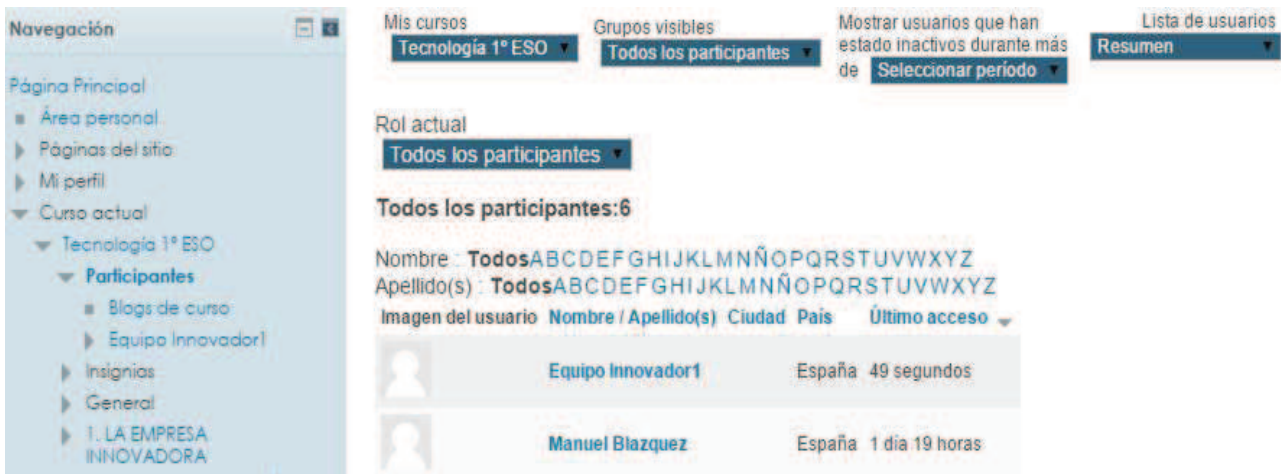 Navegación
Página Principal
Área personal
Páginas del sitio
Mi perfil
Curso actual
Tecnología 1º ESO
Participantes
Blogs de curso
Equipo Innovador1
Insignias
General
1. LA EMPRESA
INNOVADORA
Mis cursos
Tecnología 1º ESO
Grupos visibles
Todos los participantes
Mostrar usuarios que han
estado inactivos durante más
de Seleccionar período
Lista de usuarios
Resumen
Rol actual
Todos los participantes
Todos los participantes:6
Nombre : TodosABCDEFGHIJKLMNÑOPQRSTUVWXYZ
Apellido(s) : TodosABCDEFGHIJKLMNÑOPQRSTUVWXYZ
Imagen del usuario Nombre / Apellido(s) Ciudad País Último acceso
Equipo Innovador1 España 49 segundos
Manuel Blazquez España 1 día 19 horas